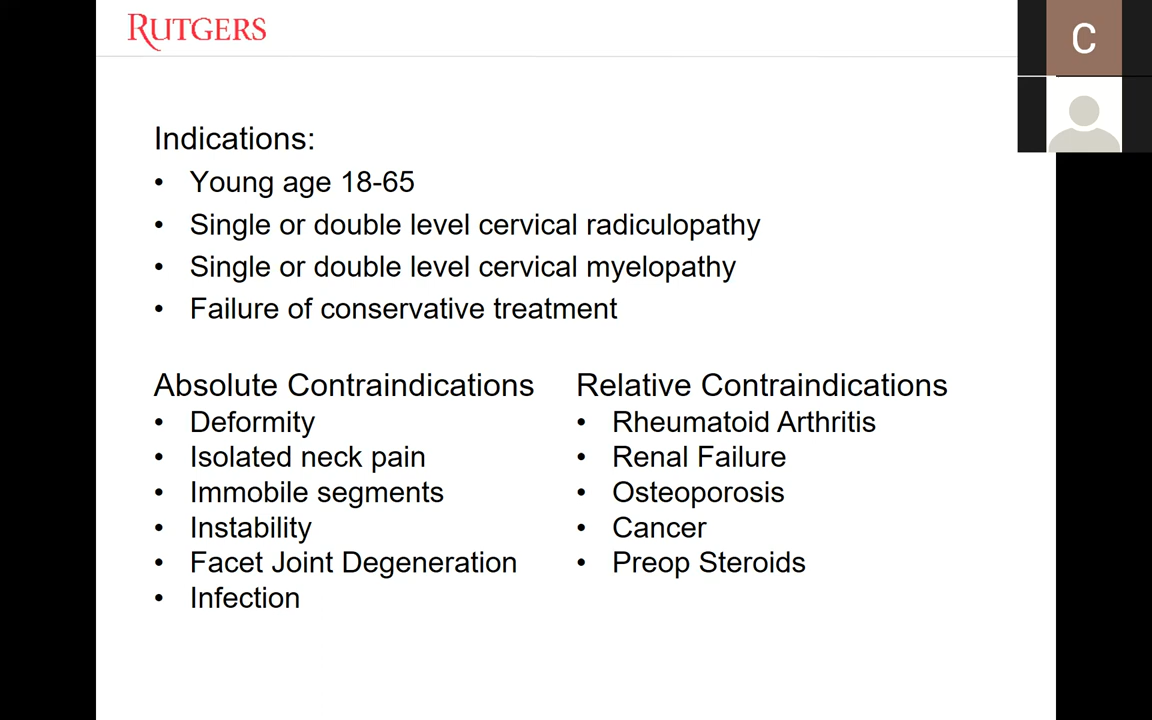 RUTGERS
C
Indications:
• Young age 18-65
• Single or double level cervical radiculopathy
• Single or double level cervical myelopathy
• Failure of conservative treatment
Absolute Contraindications
• Deformity
• Isolated neck pain
• Immobile segments
• Instability
• Facet Joint Degeneration
• Infection
Relative Contraindications
• Rheumatoid Arthritis
• Renal Failure
• Osteoporosis
• Cancer
• Preop Steroids